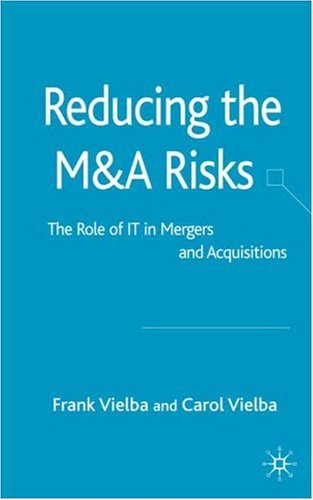 Reducing the
M&A Risks
The Role of IT in Mergers
and Acquisitions
Frank Vielba and Carol Vielba